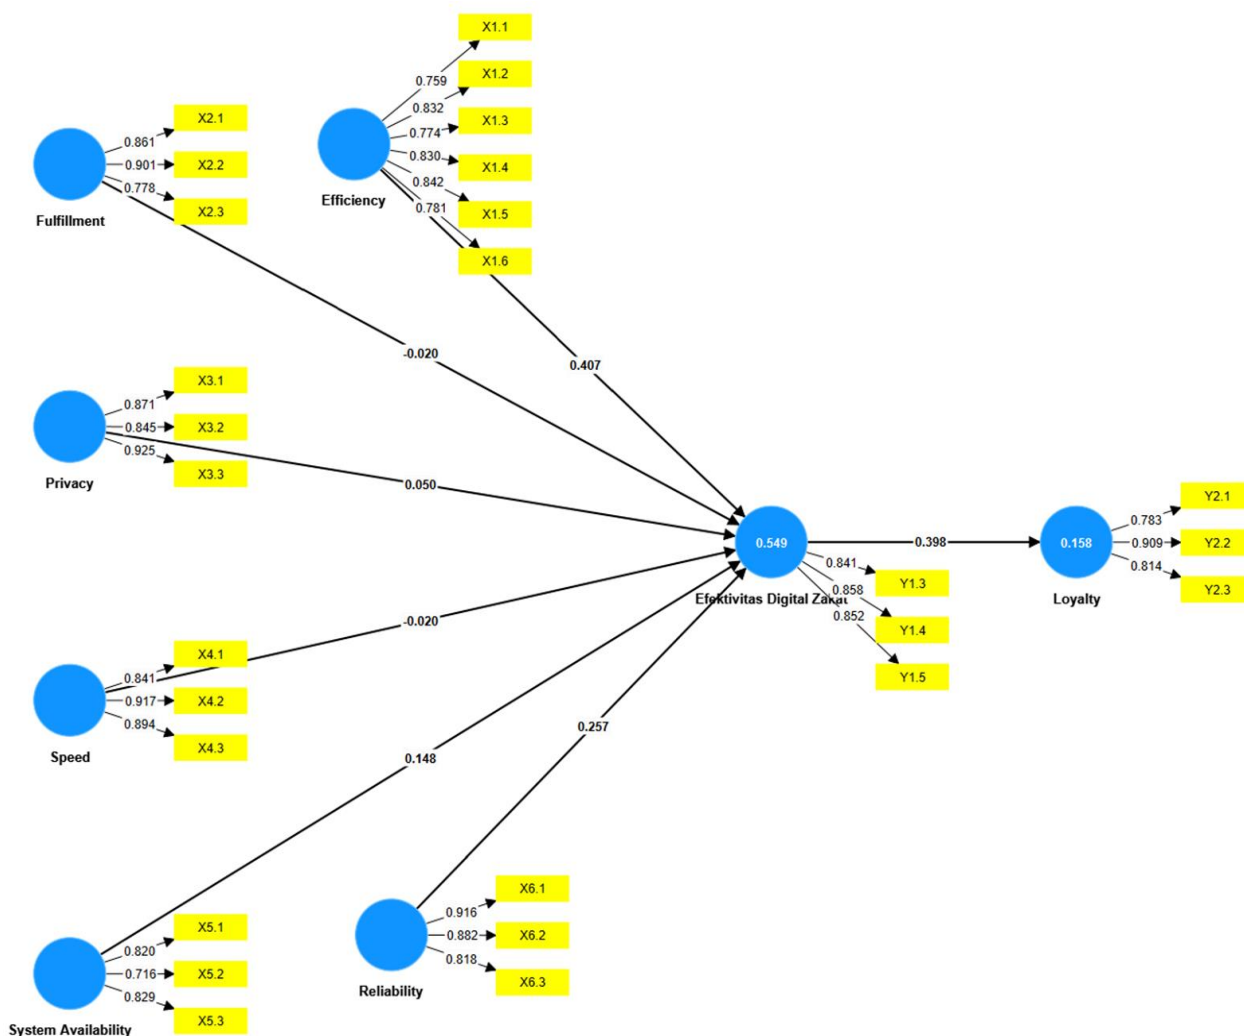 X1.1
0.759
X1.2
0.832
X1.3
0.774
X1.4
0.830
X1.5
0.842
X1.6
0.781
Efficiency
X2.1
0.861
X2.2
0.901
X2.3
0.778
Fulfillment
-0.020
0.407
X3.1
0.871
X3.2
0.845
X3.3
0.925
Privacy
0.050
0.549
Efektivitas Digital Zakat
0.841
Y1.3
0.858
Y1.4
0.852
Y1.5
0.398
0.158
Loyalty
Y2.1
0.783
Y2.2
0.909
Y2.3
0.814
X4.1
0.841
X4.2
0.917
X4.3
0.894
Speed
-0.020
0.148
0.257
X5.1
0.820
X5.2
0.716
X5.3
0.829
System Availability
X6.1
0.916
X6.2
0.882
X6.3
0.818
Reliability